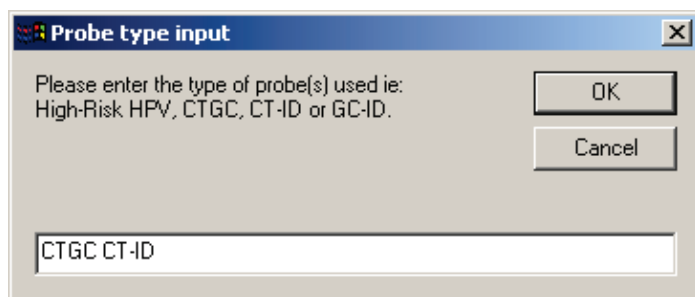 Probe type input
Please enter the type of probe(s) used ie:
High-Risk HPV, CTGC, CT-ID or GC-ID.
OK
Cancel
CTGC CT-ID